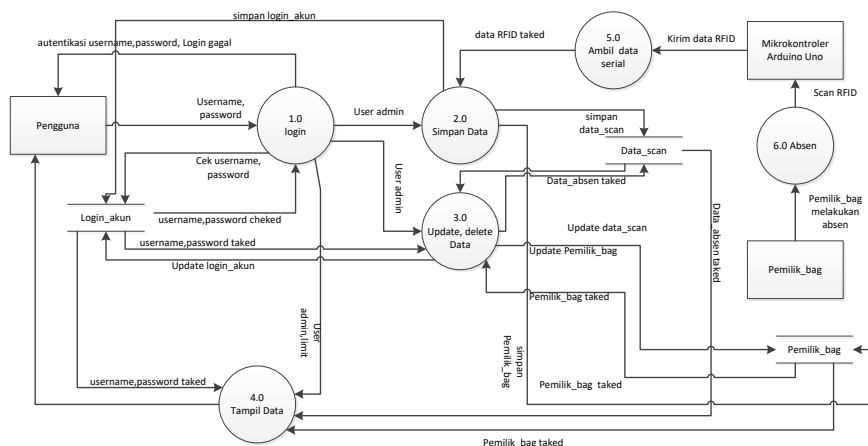 simpan login_akun
autentikasi username,password, Login gagal
data RFID taked
5.0
Ambil data
serial
Kirim data RFID
Mikrokontroler
Arduino Uno
Scan RFID
Pengguna
Username,
password
1.0
login
User admin
2.0
Simpan Data
simpan
data_scan
Data_scan
6.0 Absen
Cek username,
password
User admin
Data_absen taked
Pemilik_bag
melakukan
absen
Login_akun
username,password cheked
3.0
Update, delete
Data
Update data_scan
Data_absen taked
username,password taked
Update Pemilik_bag
Update login_akun
Pemilik_bag
Pemilik_bag taked
User
admin,limit
simpan
Pemilik_bag
Pemilik_bag
username,password taked
4.0
Tampil Data
Pemilik_bag taked
Pemilik_bag taked